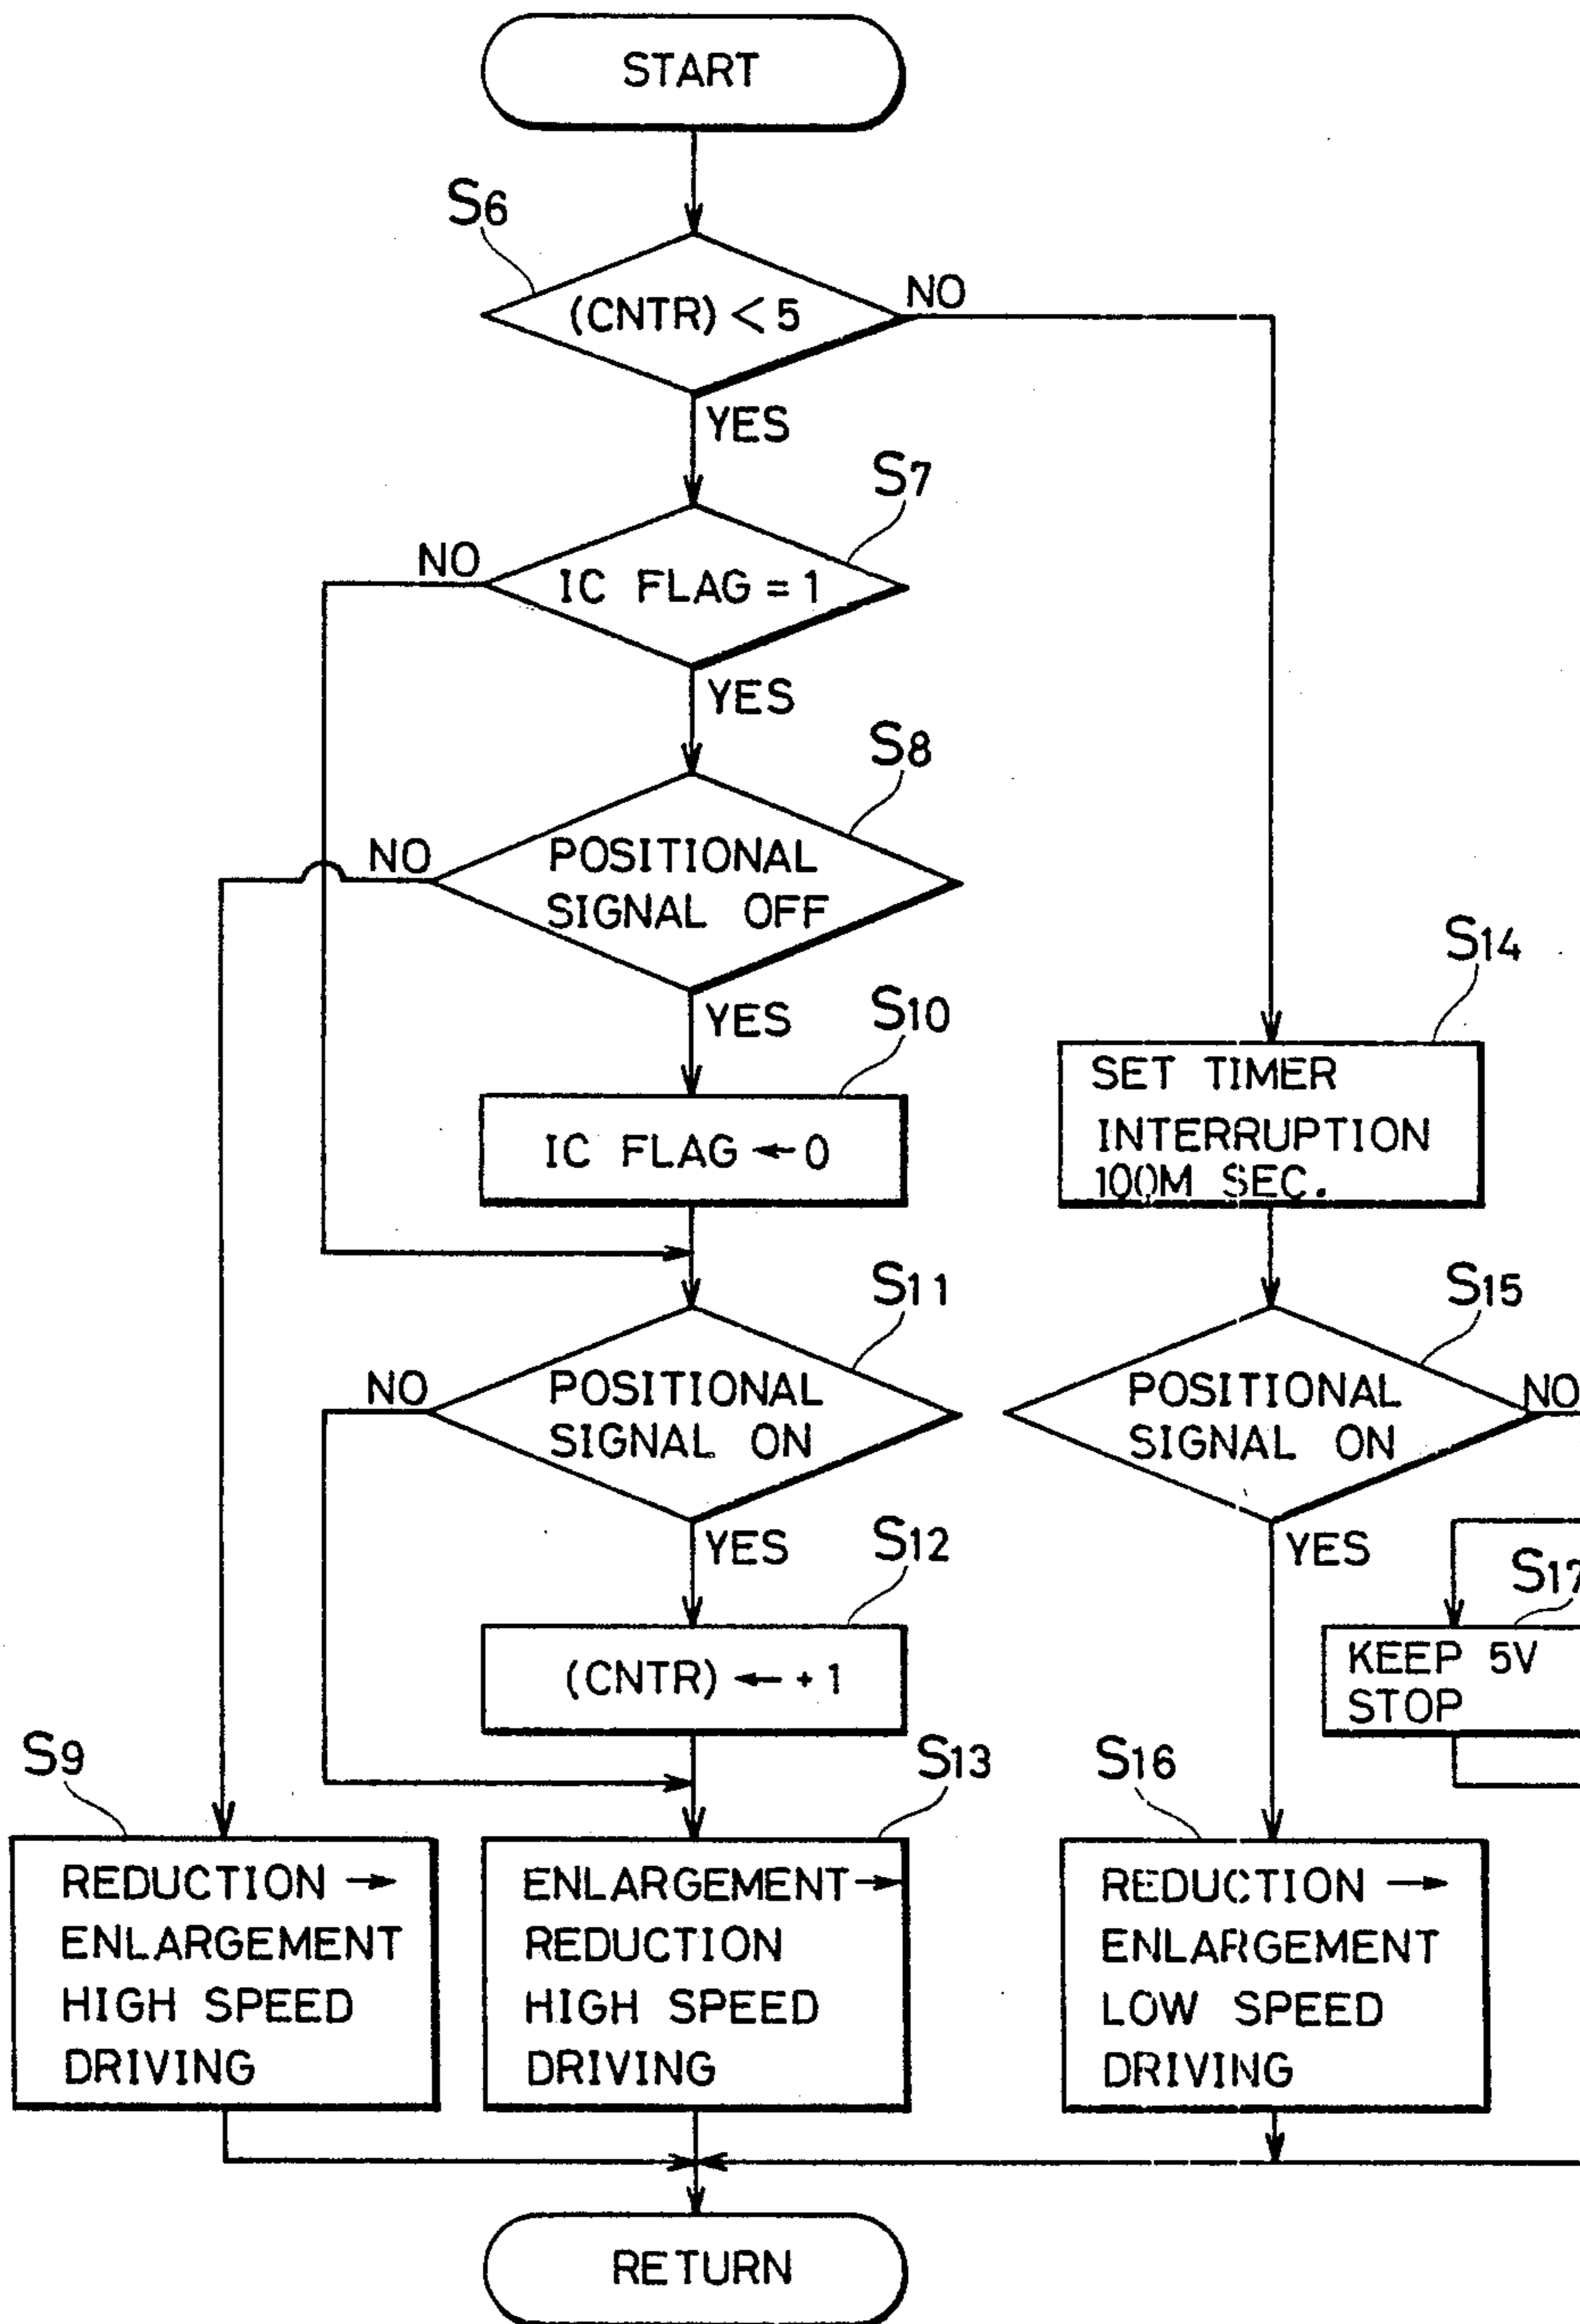 START
S6
(CNTR) < 5
NO
YES
S7
NO
IC FLAG = 1
YES
S8
NO
POSITIONAL
SIGNAL OFF
YES
S10
IC FLAG ← 0
S14
SET TIMER
INTERRUPTION
100M SEC.
S11
NO
POSITIONAL
SIGNAL ON
YES
S15
POSITIONAL
SIGNAL ON
NO
YES
S12
(CNTR) ← + 1
S17
KEEP 5V
STOP
S9
REDUCTION →
ENLARGEMENT
HIGH SPEED
DRIVING
S13
ENLARGEMENT →
REDUCTION
HIGH SPEED
DRIVING
S16
REDUCTION →
ENLARGEMENT
LOW SPEED
DRIVING
RETURN